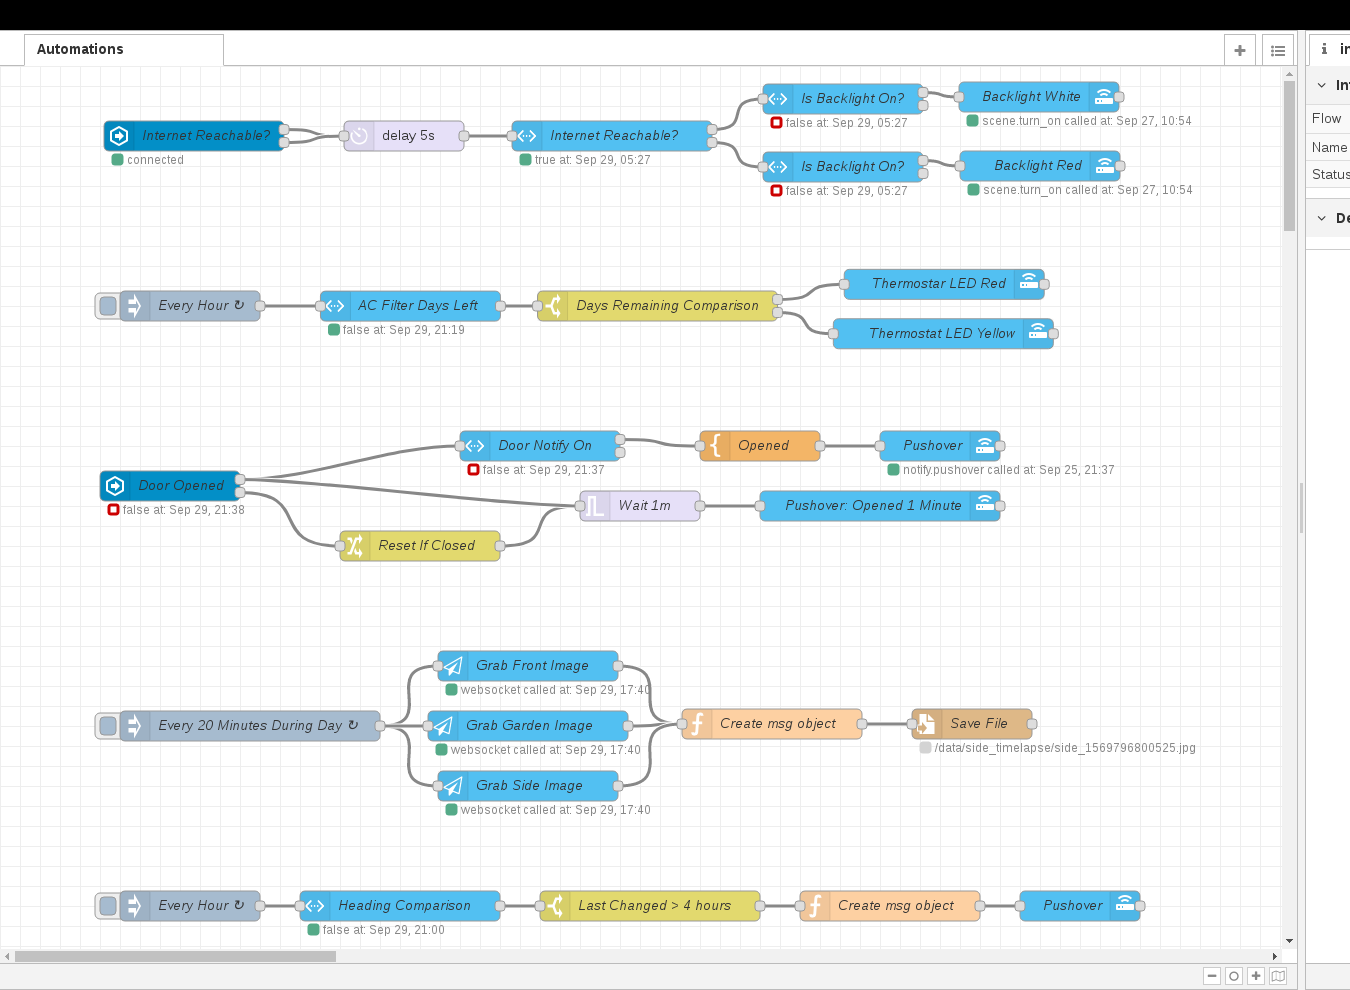 Automations
in
Inf
Flow
Name
Status
De
Internet Reachable?
connected
delay 5s
Internet Reachable?
true at: Sep 29, 05:27
Is Backlight On?
false at: Sep 29, 05:27
Backlight White
scene.turn_on called at: Sep 27, 10:54
Is Backlight On?
false at: Sep 29, 05:27
Backlight Red
scene.turn_on called at: Sep 27, 10:54
Every Hour ↻
AC Filter Days Left
false at: Sep 29, 21:19
Days Remaining Comparison
Thermostar LED Red
Thermostat LED Yellow
Door Opened
false at: Sep 29, 21:38
Door Notify On
false at: Sep 29, 21:37
Opened
Pushover
notify.pushover called at: Sep 25, 21:37
Wait 1m
Pushover: Opened 1 Minute
Reset If Closed
Every 20 Minutes During Day ↻
Grab Front Image
websocket called at: Sep 29, 17:40
Grab Garden Image
websocket called at: Sep 29, 17:40
Grab Side Image
websocket called at: Sep 29, 17:40
Create msg object
Save File
/data/side_timelapse/side_1569796800525.jpg
Every Hour ↻
Heading Comparison
false at: Sep 29, 21:00
Last Changed > 4 hours
Create msg object
Pushover